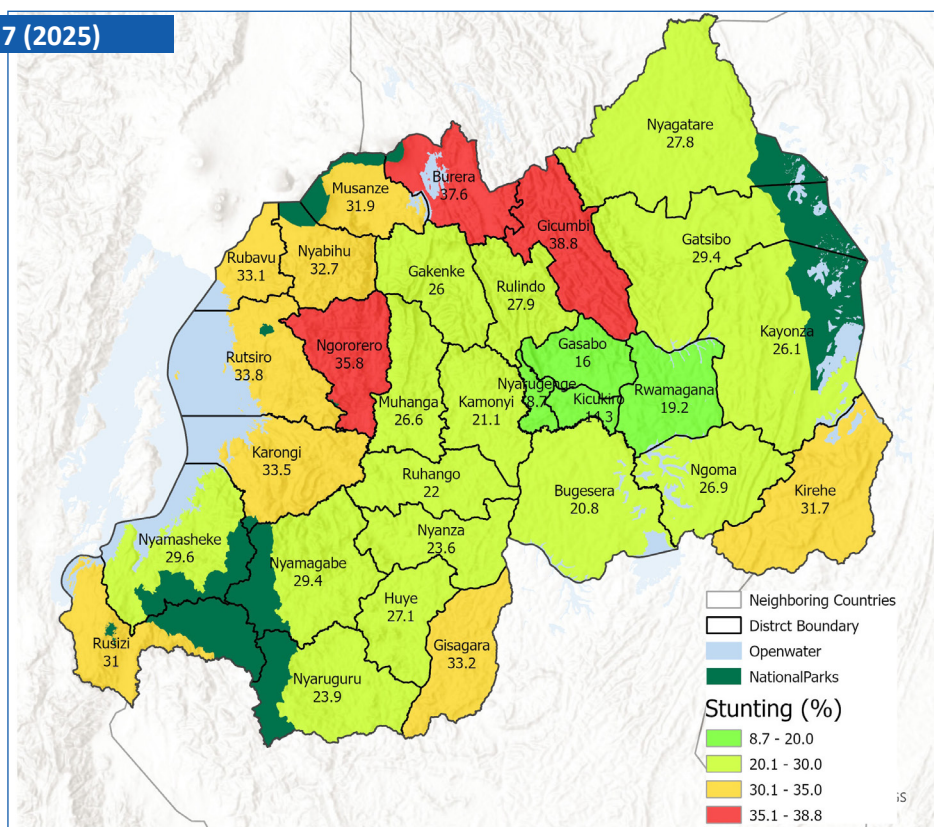 7 (2025)
Nyagatare
27.8
Burera
37.6
Musanze
31.9
Gicumbi
38.8
Gatsibo
29.4
Rubavu
33.1
Nyabihu
32.7
Gakenke
26
Rulindo
27.9
Kayonza
26.1
Rutsiro
33.8
Ngororero
35.8
Gasabo
16
Nyarugenge
8.7
Kicukiro
14.3
Rwamagana
19.2
Muhanga
26.6
Kamonyi
21.1
Karongi
33.5
Ruhango
22
Bugesera
20.8
Ngoma
26.9
Kirehe
31.7
Nyamasheke
29.6
Nyamagabe
29.4
Nyanza
23.6
Huye
27.1
Gisagara
33.2
Rusizi
31
Nyaruguru
23.9
Neighboring Countries
Distrct Boundary
Openwater
NationalParks
Stunting (%)
8.7 - 20.0
20.1 - 30.0
30.1 - 35.0
35.1 - 38.8
GS